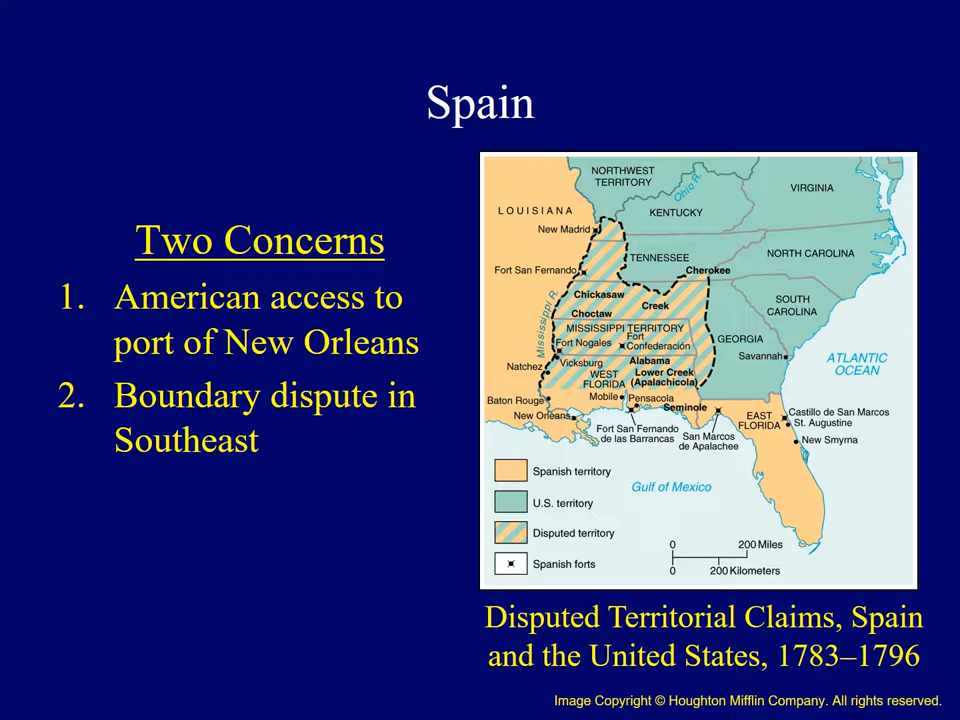 Spain
Two Concerns
1. American access to
port of New Orleans
2. Boundary dispute in
Southeast
NORTHWEST
TERRITORY
Ohio R.
VIRGINIA
LOUISIANA
KENTUCKY
New Madrid
TENNESSEE
NORTH CAROLINA
Fort San Fernando
Cherokee
Mississippi R.
Chickasaw
Creek
Choctaw
SOUTH
CAROLINA
MISSISSIPPI TERRITORY
Fort Nogales
Fort
Confederación
GEORGIA
Savannah
ATLANTIC
OCEAN
Vicksburg
Natchez
Alabama
Lower Creek
(Apalachicola)
WEST
FLORIDA
Baton Rouge
Mobile
Pensacola
Seminole
New Orleans
EAST
FLORIDA
Castillo de San Marcos
St. Augustine
New Smyrna
Fort San Fernando
de las Barrancas
San Marcos
de Apalachee
Gulf of Mexico
Spanish territory
U.S. territory
Disputed territory
Spanish forts
0 200 Miles
0 200 Kilometers
Disputed Territorial Claims, Spain
and the United States, 1783–1796
Image Copyright © Houghton Mifflin Company. All rights reserved.